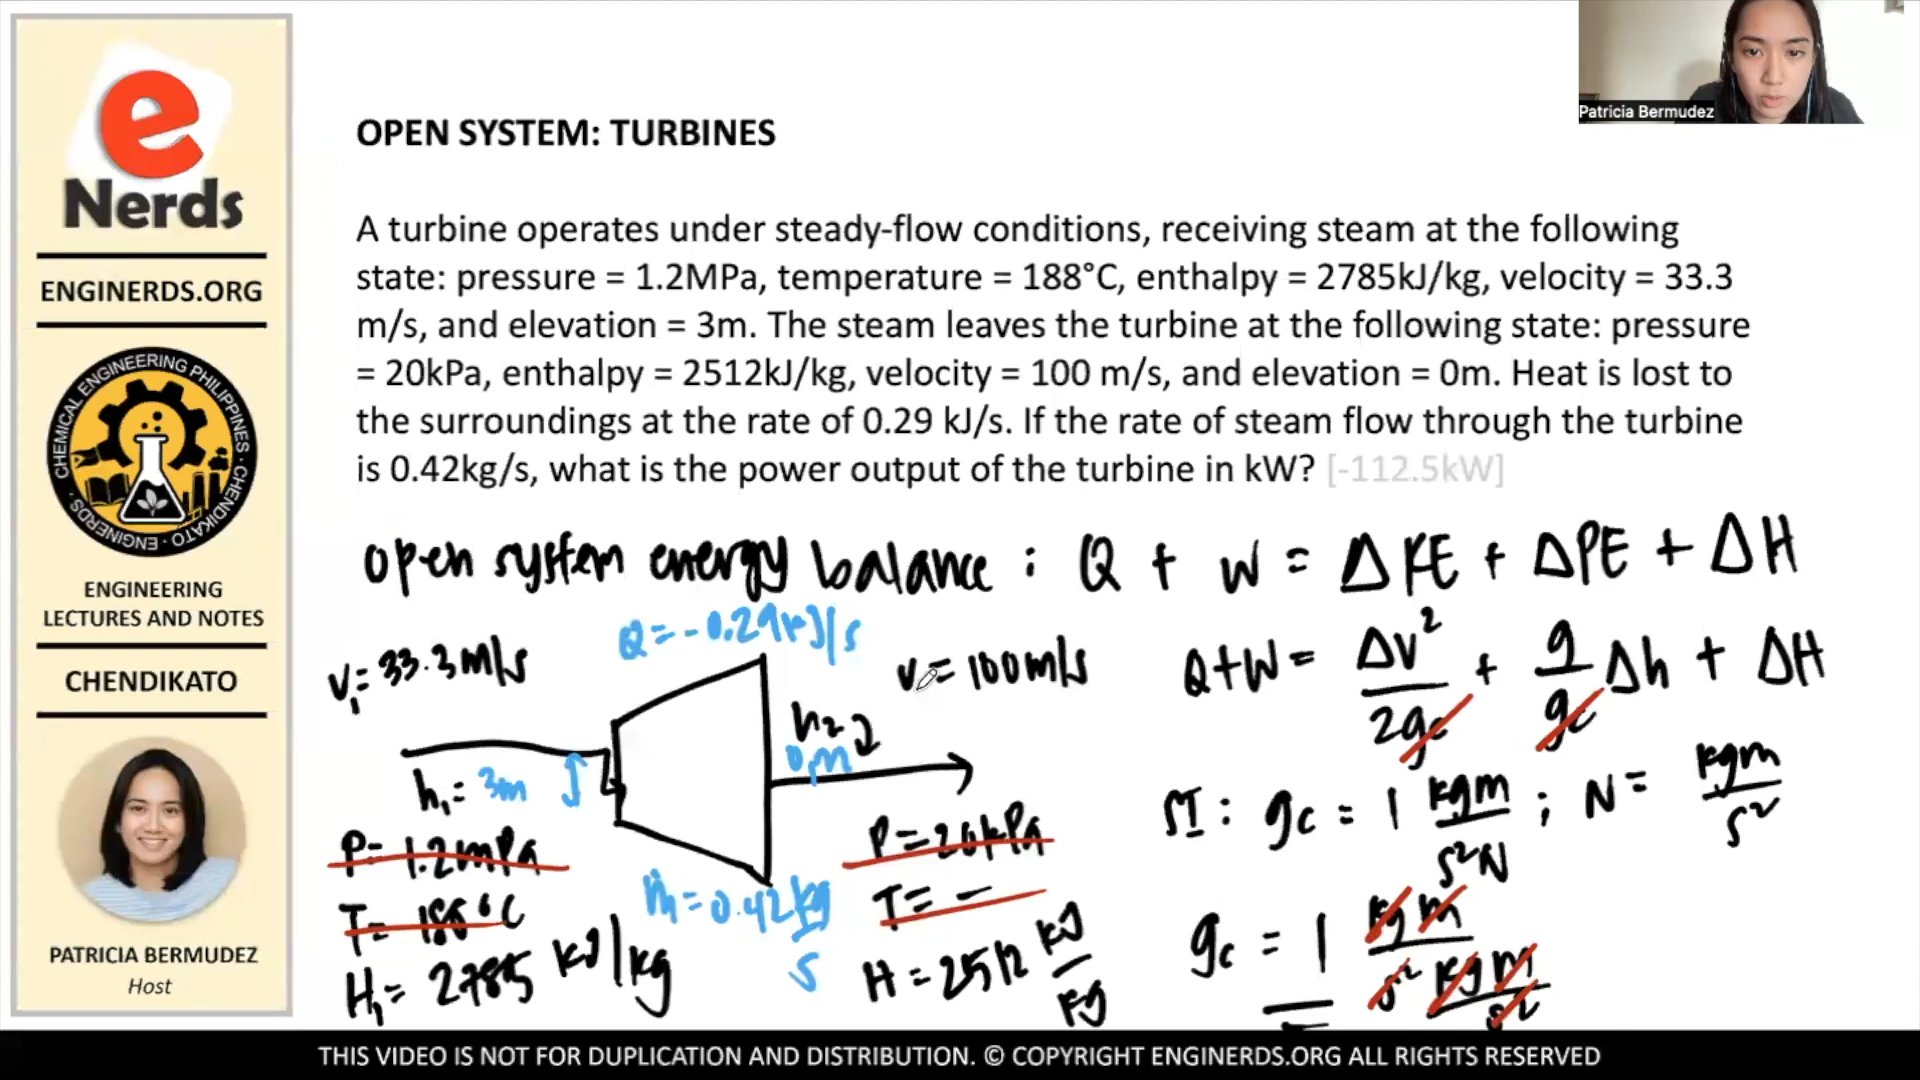 e
Nerds
ENGINERDS.ORG
CHEMICAL ENGINEERING PHILIPPINES · CHENDIKATO · ENGINERDS ·
ENGINEERING
LECTURES AND NOTES
CHENDIKATO
PATRICIA BERMUDEZ
Host
Patricia Bermudez
OPEN SYSTEM: TURBINES
A turbine operates under steady-flow conditions, receiving steam at the following
state: pressure = 1.2MPa, temperature = 188°C, enthalpy = 2785kJ/kg, velocity = 33.3
m/s, and elevation = 3m. The steam leaves the turbine at the following state: pressure
= 20kPa, enthalpy = 2512kJ/kg, velocity = 100 m/s, and elevation = 0m. Heat is lost to
the surroundings at the rate of 0.29 kJ/s. If the rate of steam flow through the turbine
is 0.42kg/s, what is the power output of the turbine in kW? [-112.5kW]
open system energy balance : Q + W = ΔKE + ΔPE + ΔH
Q = -0.29 kJ/s
V₁ = 33.3 m/s
V = 100 m/s
Q+W = ΔV²/2gc + g/gc Δh + ΔH
h₂
0m
h₁ = 3m
SI : gc = 1 kgm/s²N ; N = kgm/s²
P = 1.2MPa
P = 20kPa
T = 188°C
ṁ = 0.42 kg/s
T = -
H₁ = 2785 kJ/kg
H = 2512 kJ/kg
gc = 1 kg m/s² kg m/s²
THIS VIDEO IS NOT FOR DUPLICATION AND DISTRIBUTION. © COPYRIGHT ENGINERDS.ORG ALL RIGHTS RESERVED